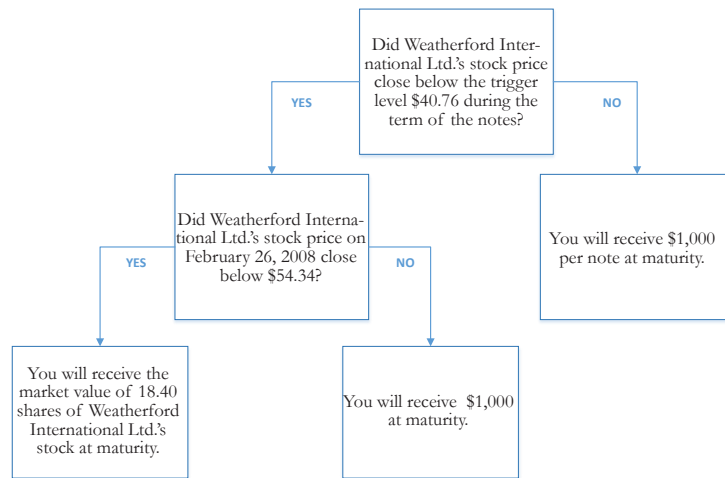 Did Weatherford Inter-
national Ltd.'s stock price
close below the trigger
level $40.76 during the
term of the notes?
YES
NO
Did Weatherford Interna-
tional Ltd.'s stock price on
February 26, 2008 close
below $54.34?
You will receive $1,000
per note at maturity.
YES
NO
You will receive the
market value of 18.40
shares of Weatherford
International Ltd.'s
stock at maturity.
You will receive $1,000
at maturity.